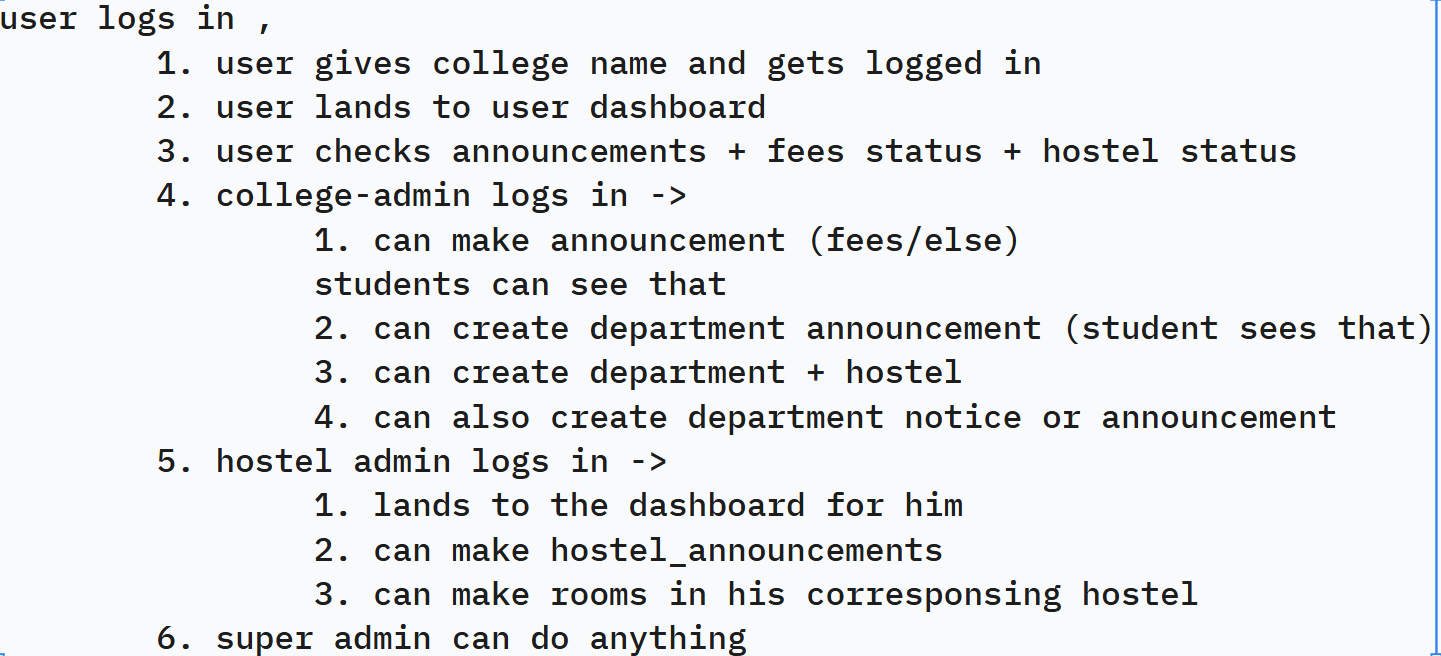 user logs in ,
1. user gives college name and gets logged in
2. user lands to user dashboard
3. user checks announcements + fees status + hostel status
4. college-admin logs in ->
1. can make announcement (fees/else)
students can see that
2. can create department announcement (student sees that)
3. can create department + hostel
4. can also create department notice or announcement
5. hostel admin logs in ->
1. lands to the dashboard for him
2. can make hostel_announcements
3. can make rooms in his corresponsing hostel
6. super admin can do anything